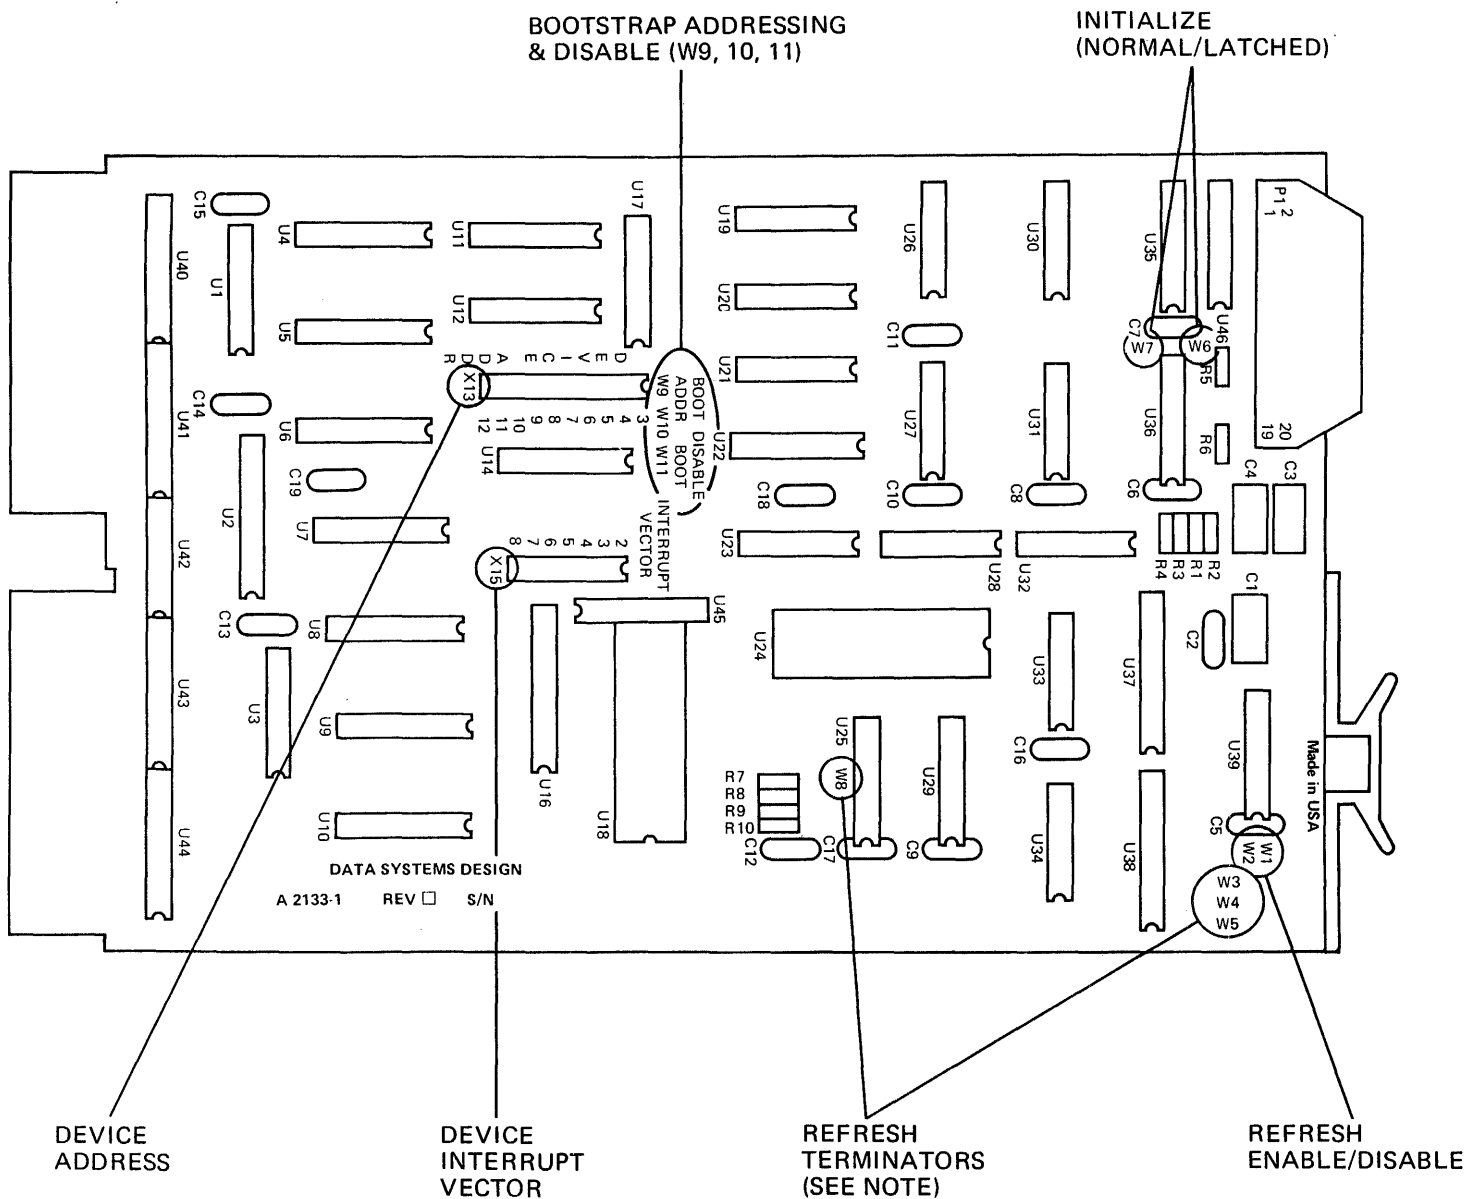 BOOTSTRAP ADDRESSING
& DISABLE (W9, 10, 11)
INITIALIZE
(NORMAL/LATCHED)
C15
U40
U1
U4
U11
U17
U5
U12
U19
U20
U26
U30
U35
P1 2
1
C11
C7
W7
W6
U46
R5
DEVICE ADDR
X13
12 11 10 9 8 7 6 5 4 3
BOOT DISABLE
ADDR BOOT
W9 W10 W11
U21
C14
U41
U6
U14
U22
U27
U31
U36
R6
20
19
C19
C18
C10
C8
C6
C4
C3
U2
U7
INTERRUPT
VECTOR
8 7 6 5 4 3 2
X15
U23
U28
U32
R4
R3
R1
R2
U42
C1
C13
U8
U45
U24
U33
U37
C2
U43
U3
U9
U16
U18
U25
W8
U29
C16
U39
Made in USA
R7
R8
R9
R10
C12
C17
C9
U34
U38
C5
W1
W2
W3
W4
W5
U44
U10
DATA SYSTEMS DESIGN
A 2133-1 REV S/N
DEVICE
ADDRESS
DEVICE
INTERRUPT
VECTOR
REFRESH
TERMINATORS
(SEE NOTE)
REFRESH
ENABLE/DISABLE